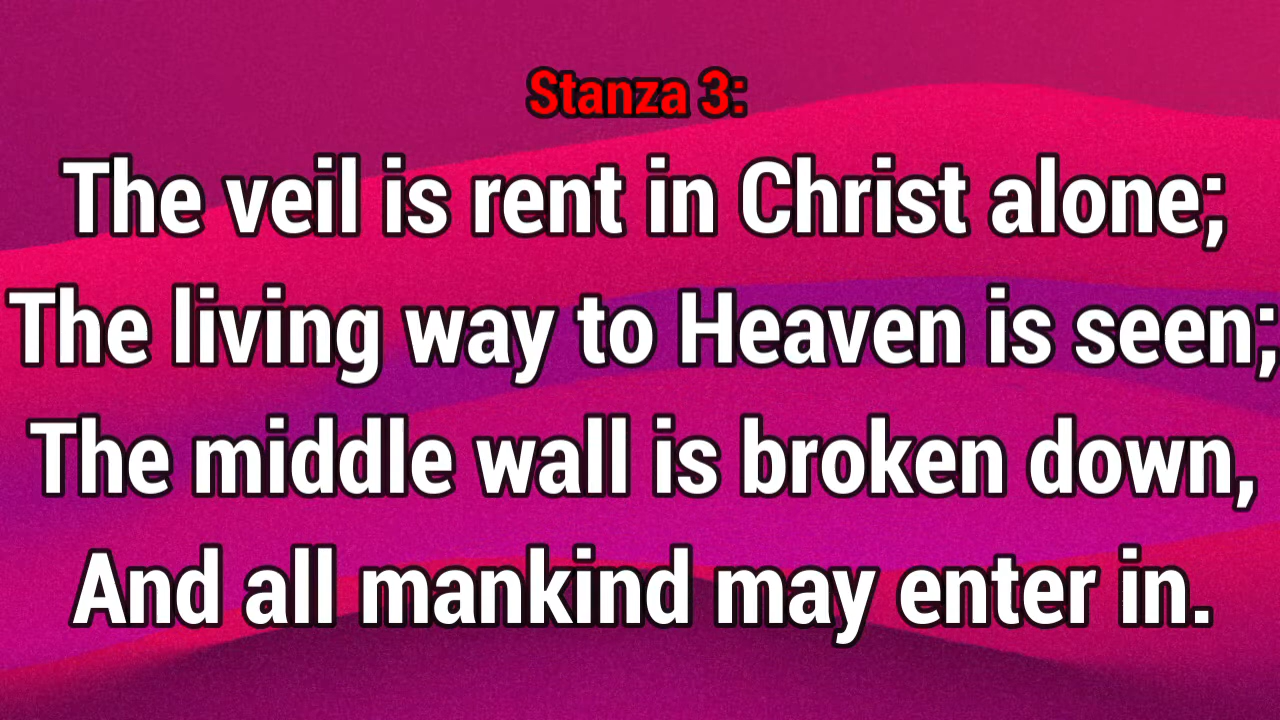 Stanza 3:
The veil is rent in Christ alone;
The living way to Heaven is seen;
The middle wall is broken down,
And all mankind may enter in.